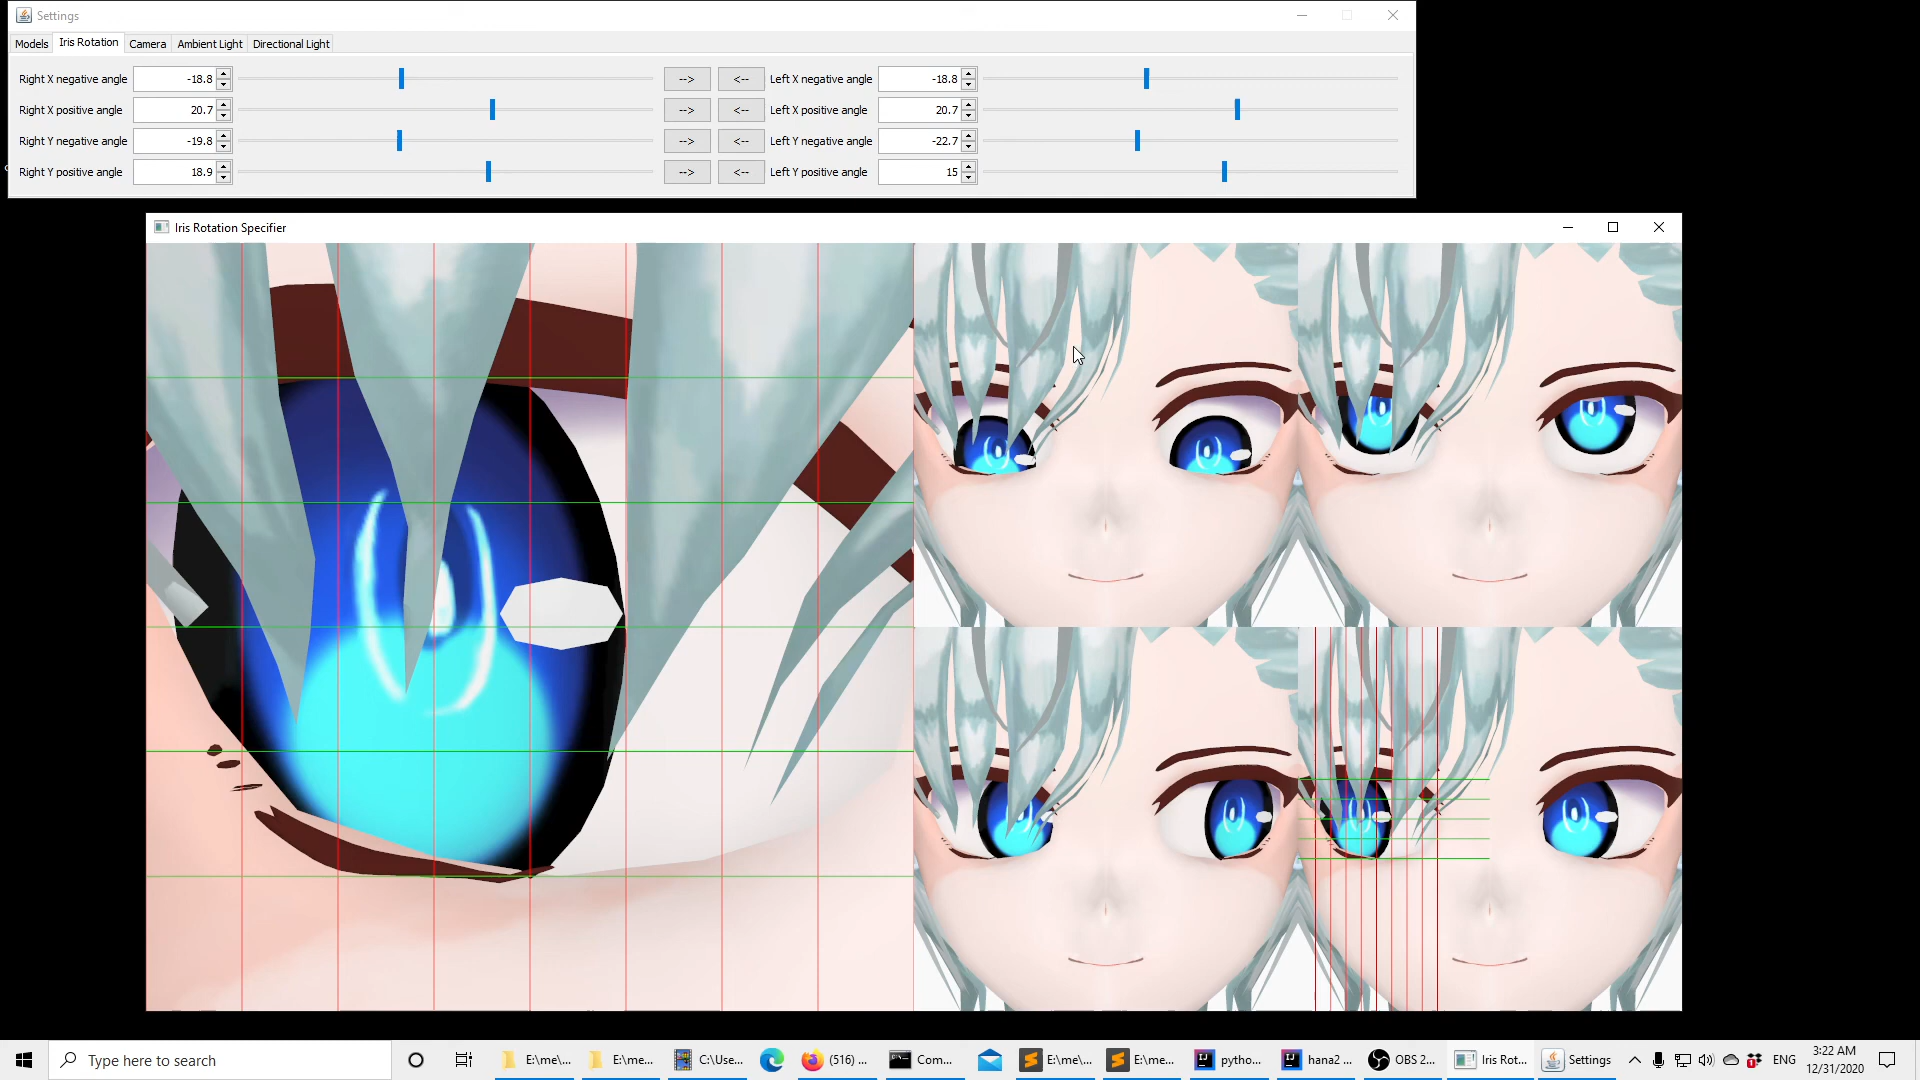 Settings
Models Iris Rotation Camera Ambient Light Directional Light
Right X negative angle -18.8 --> <-- Left X negative angle -18.8
Right X positive angle 20.7 --> <-- Left X positive angle 20.7
Right Y negative angle -19.8 --> <-- Left Y negative angle -22.7
Right Y positive angle 18.9 --> <-- Left Y positive angle 15
Iris Rotation Specifier
Type here to search
E:\me\...
E:\me...
C:\Use...
(516) ...
Com...
E:\me\...
E:\me...
pytho...
hana2 ...
OBS 2...
Iris Rot...
Settings
ENG
3:22 AM
12/31/2020